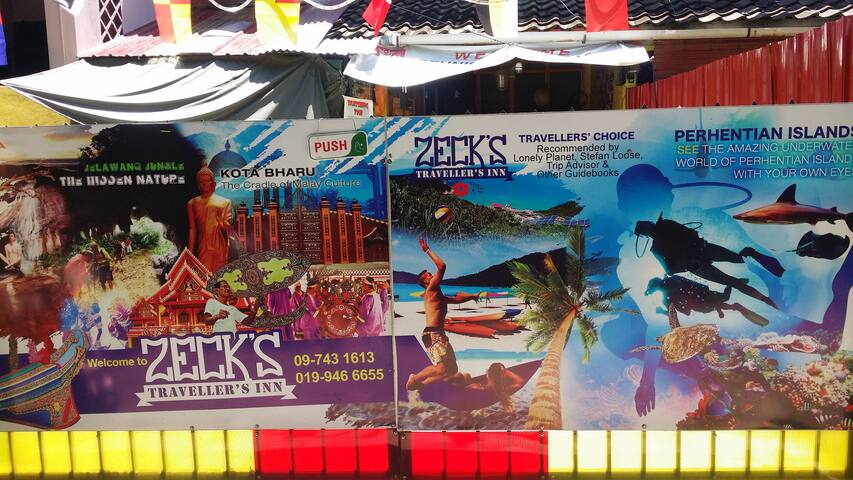 JELAWANG JUNGLE
THE HIDDEN NATURE
PUSH
KOTA BHARU
The Cradle of Malay Culture
Welcome to
ZECK'S
TRAVELLER'S INN
09-743 1613
019-946 6655
ZECK'S
TRAVELLER'S INN
TRAVELLERS' CHOICE
Recommended by
Lonely Planet, Stefan Loose,
Trip Advisor &
Other Guidebooks
PERHENTIAN ISLANDS
SEE THE AMAZING UNDERWATE
WORLD OF PERHENTIAN ISLAND
WITH YOUR OWN EYES